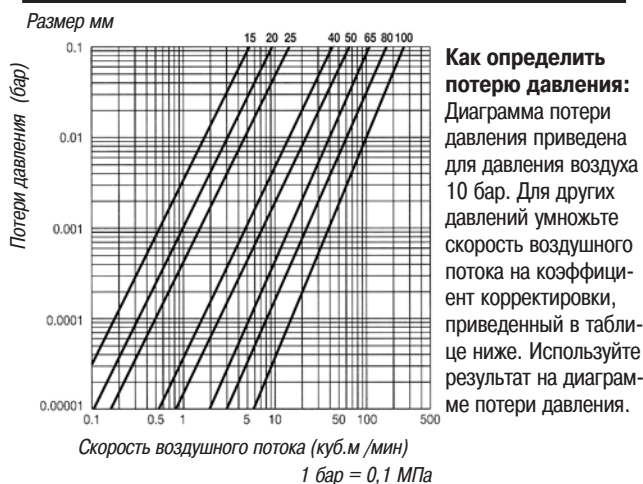 Размер мм
15 20 25 40 50 65 80 100
Потери давления (бар)
0.1
0.01
0.001
0.0001
0.00001
0.1 0.5 1 5 10 50 100 500
Скорость воздушного потока (куб.м /мин)
1 бар = 0,1 МПа
Как определить
потерю давления:
Диаграмма потери
давления приведена
для давления воздуха
10 бар. Для других
давлений умножьте
скорость воздушного
потока на коэффици-
ент корректировки,
приведенный в табли-
це ниже. Используйте
результат на диаграм-
ме потери давления.